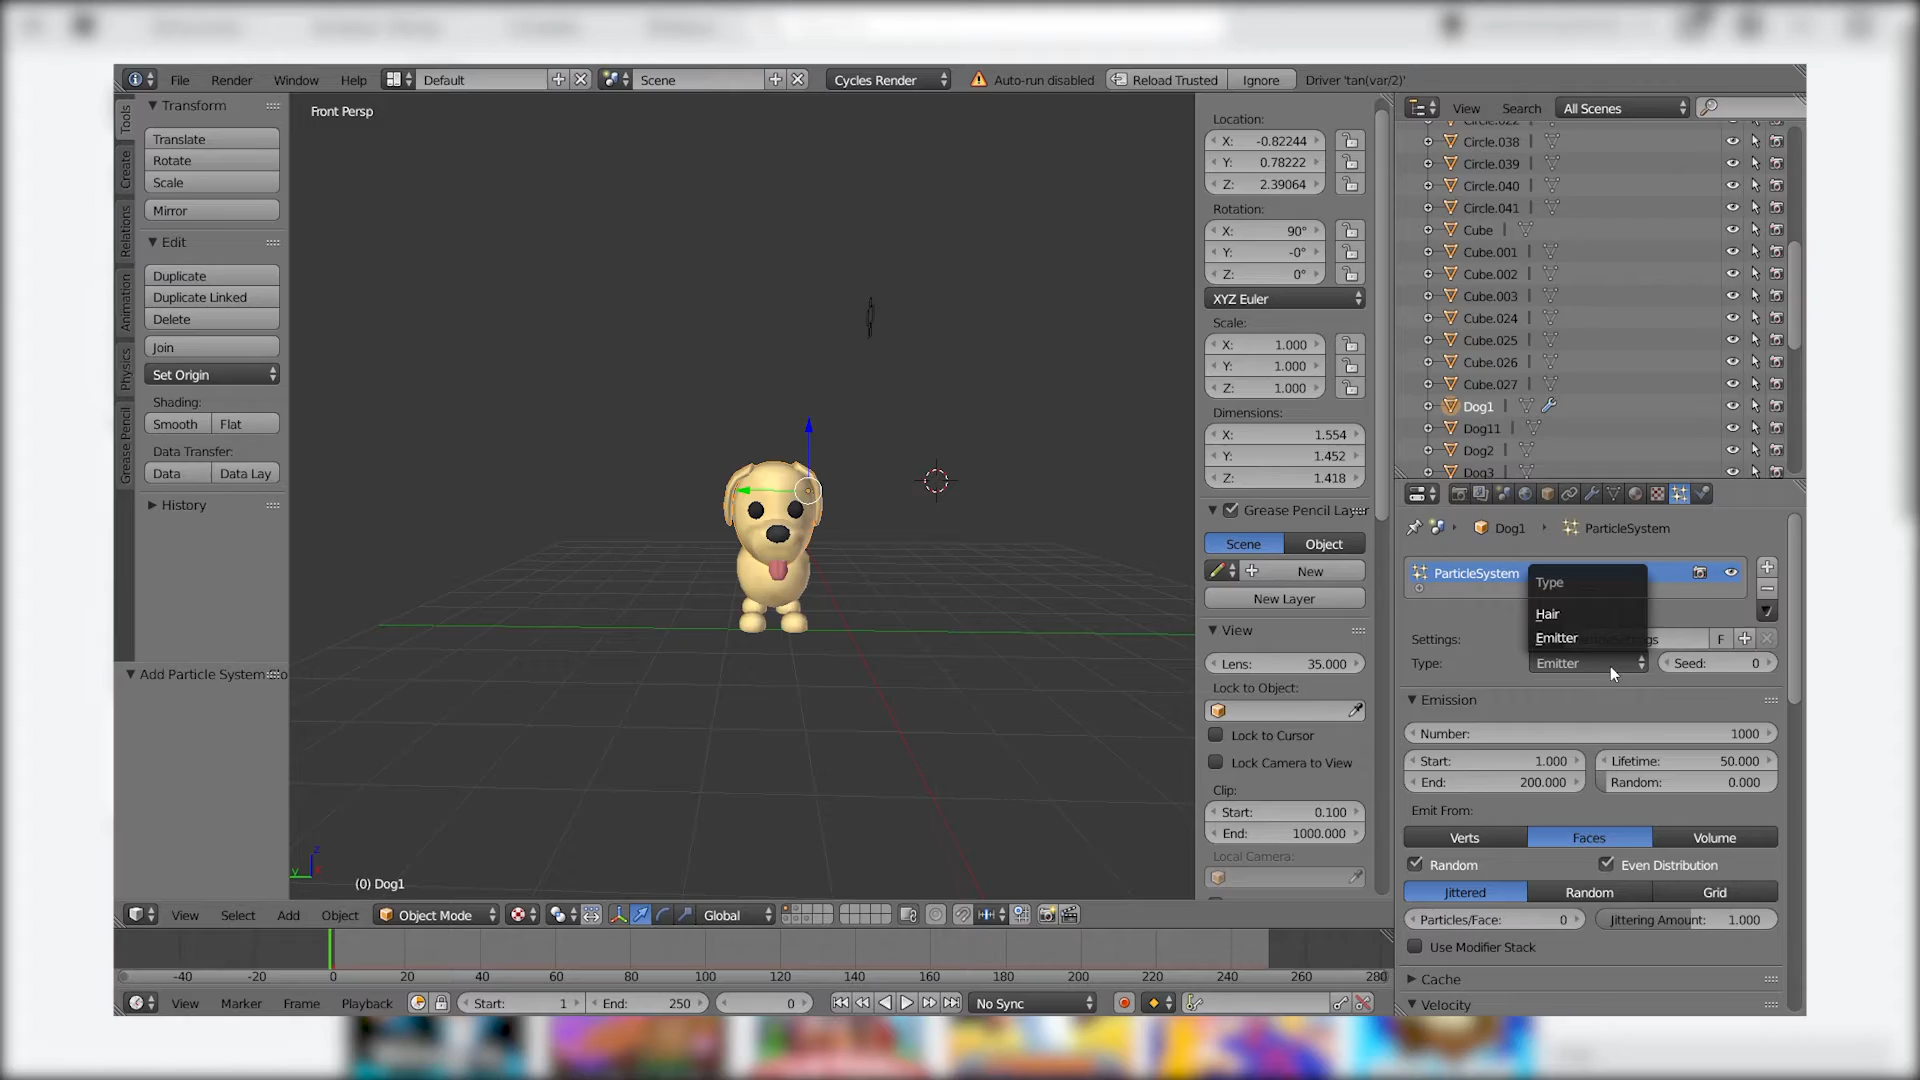 File Render Window Help Default Scene Cycles Render Auto-run disabled Reload Trusted Ignore Driver 'tan(var/2)'
Tools
Create
Relations
Animation
Physics
Grease Pencil
Transform
Translate
Rotate
Scale
Mirror
Edit
Duplicate
Duplicate Linked
Delete
Join
Set Origin
Shading:
Smooth Flat
Data Transfer:
Data Data Lay
History
Add Particle System
Front Persp
(0) Dog1
Location:
X: -0.82244
Y: 0.78222
Z: 2.39064
Rotation:
X: 90°
Y: -0°
Z: 0°
XYZ Euler
Scale:
X: 1.000
Y: 1.000
Z: 1.000
Dimensions:
X: 1.554
Y: 1.452
Z: 1.418
Grease Pencil Layer
Scene Object
New
New Layer
View
Lens: 35.000
Lock to Object:
Lock to Cursor
Lock Camera to View
Clip:
Start: 0.100
End: 1000.000
Local Camera:
View Search All Scenes
Circle.022
Circle.038
Circle.039
Circle.040
Circle.041
Cube
Cube.001
Cube.002
Cube.003
Cube.024
Cube.025
Cube.026
Cube.027
Dog1
Dog11
Dog2
Dog3
Dog1 ParticleSystem
ParticleSystem
Type
Hair
Emitter
Settings: F
Type: Emitter Seed: 0
Emission
Number: 1000
Start: 1.000 Lifetime: 50.000
End: 200.000 Random: 0.000
Emit From:
Verts Faces Volume
Random Even Distribution
Jittered Random Grid
Particles/Face: 0 Jittering Amount: 1.000
Use Modifier Stack
Cache
Velocity
View Select Add Object Object Mode Global
-40 -20 0 20 40 60 80 100 120 140 160 180 200 220 240 260 280
View Marker Frame Playback Start: 1 End: 250 0 No Sync